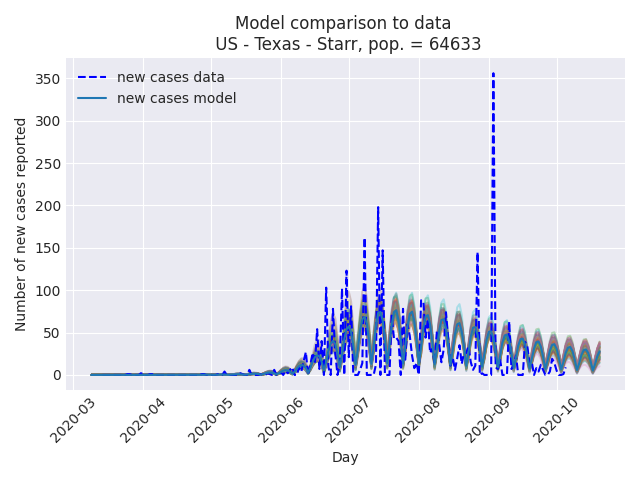 Model comparison to data
US - Texas - Starr, pop. = 64633
new cases data
new cases model
Number of new cases reported
350
300
250
200
150
100
50
0
2020-03
2020-04
2020-05
2020-06
2020-07
2020-08
2020-09
2020-10
Day